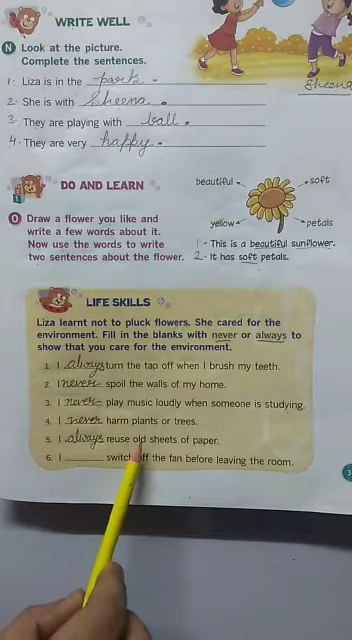 WRITE WELL
N Look at the picture.
Complete the sentences.
1. Liza is in the park.
2. She is with Sheena.
Sheena
3. They are playing with ball.
4. They are very happy.
DO AND LEARN
beautiful soft
yellow petals
O Draw a flower you like and
write a few words about it.
Now use the words to write
two sentences about the flower.
1 - This is a beautiful sunflower.
2 - It has soft petals.
LIFE SKILLS
Liza learnt not to pluck flowers. She cared for the
environment. Fill in the blanks with never or always to
show that you care for the environment.
1. I always turn the tap off when I brush my teeth.
2. I never spoil the walls of my home.
3. I never play music loudly when someone is studying.
4. I never harm plants or trees.
5. I always reuse old sheets of paper.
6. I ______ switch off the fan before leaving the room.